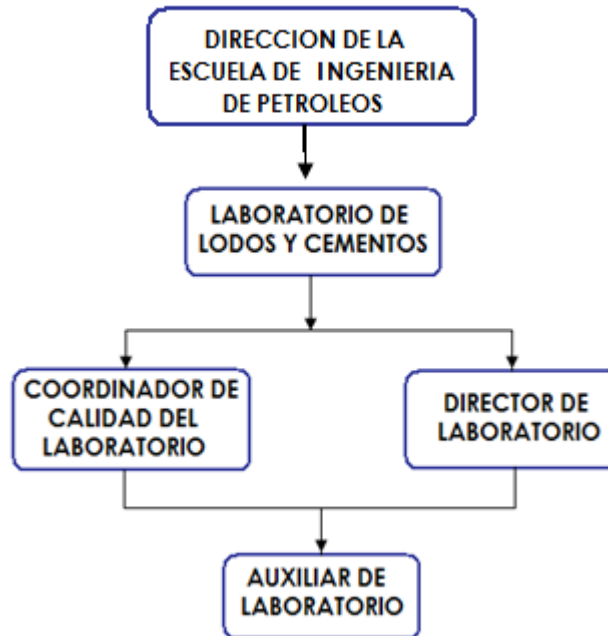 DIRECCION DE LA
ESCUELA DE INGENIERIA
DE PETROLEOS
LABORATORIO DE
LODOS Y CEMENTOS
COORDINADOR DE
CALIDAD DEL
LABORATORIO
DIRECTOR DE
LABORATORIO
AUXILIAR DE
LABORATORIO